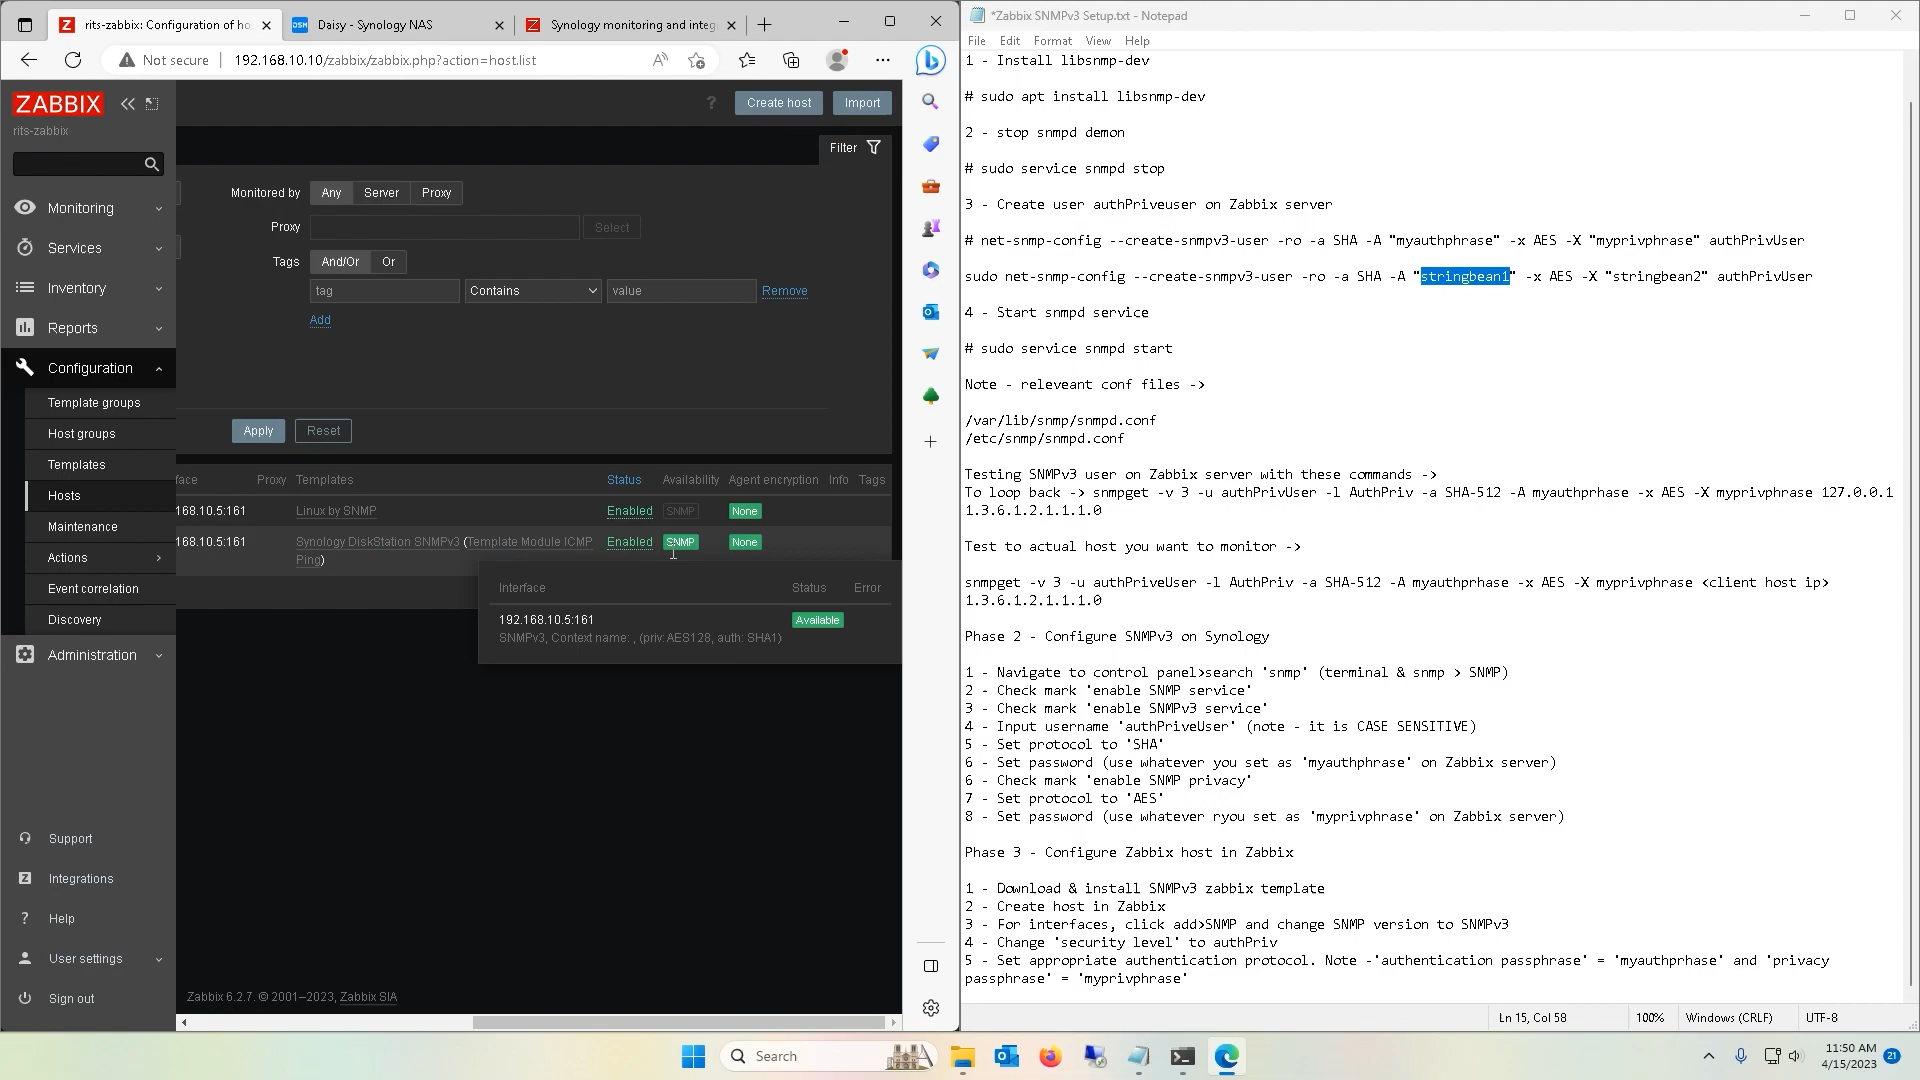 rits-zabbix: Configuration of ho
Daisy - Synology NAS
Synology monitoring and integ
Not secure
192.168.10.10/zabbix/zabbix.php?action=host.list
ZABBIX
rits-zabbix
Monitoring
Services
Inventory
Reports
Configuration
Template groups
Host groups
Templates
Hosts
Maintenance
Actions
Event correlation
Discovery
Administration
Support
Integrations
Help
User settings
Sign out
? Create host Import
Filter
Monitored by Any Server Proxy
Proxy Select
Tags And/Or Or
tag Contains value Remove
Add
Apply Reset
face Proxy Templates Status Availability Agent encryption Info Tags
168.10.5:161 Linux by SNMP Enabled SNMP None
168.10.5:161 Synology DiskStation SNMPv3 (Template Module ICMP Enabled SNMP None
Ping)
Interface Status Error
192.168.10.5:161 Available
SNMPv3, Context name: , (priv: AES128, auth: SHA1)
Zabbix 6.2.7. © 2001–2023, Zabbix SIA
*Zabbix SNMPv3 Setup.txt - Notepad
File Edit Format View Help
1 - Install libsnmp-dev
# sudo apt install libsnmp-dev
2 - stop snmpd demon
# sudo service snmpd stop
3 - Create user authPriveuser on Zabbix server
# net-snmp-config --create-snmpv3-user -ro -a SHA -A "myauthphrase" -x AES -X "myprivphrase" authPrivUser
sudo net-snmp-config --create-snmpv3-user -ro -a SHA -A "stringbean1" -x AES -X "stringbean2" authPrivUser
4 - Start snmpd service
# sudo service snmpd start
Note - releveant conf files ->
/var/lib/snmp/snmpd.conf
/etc/snmp/snmpd.conf
Testing SNMPv3 user on Zabbix server with these commands ->
To loop back -> snmpget -v 3 -u authPrivUser -l AuthPriv -a SHA-512 -A myauthprhase -x AES -X myprivphrase 127.0.0.1
1.3.6.1.2.1.1.1.0
Test to actual host you want to monitor ->
snmpget -v 3 -u authPriveUser -l AuthPriv -a SHA-512 -A myauthprhase -x AES -X myprivphrase <client host ip>
1.3.6.1.2.1.1.1.0
Phase 2 - Configure SNMPv3 on Synology
1 - Navigate to control panel>search 'snmp' (terminal & snmp > SNMP)
2 - Check mark 'enable SNMP service'
3 - Check mark 'enable SNMPv3 service'
4 - Input username 'authPriveUser' (note - it is CASE SENSITIVE)
5 - Set protocol to 'SHA'
6 - Set password (use whatever you set as 'myauthphrase' on Zabbix server)
6 - Check mark 'enable SNMP privacy'
7 - Set protocol to 'AES'
8 - Set password (use whatever ryou set as 'myprivphrase' on Zabbix server)
Phase 3 - Configure Zabbix host in Zabbix
1 - Download & install SNMPv3 zabbix template
2 - Create host in Zabbix
3 - For interfaces, click add>SNMP and change SNMP version to SNMPv3
4 - Change 'security level' to authPriv
5 - Set appropriate authentication protocol. Note -'authentication passphrase' = 'myauthprhase' and 'privacy
passphrase' = 'myprivphrase'
Ln 15, Col 58 100% Windows (CRLF) UTF-8
Search
11:50 AM
4/15/2023
21